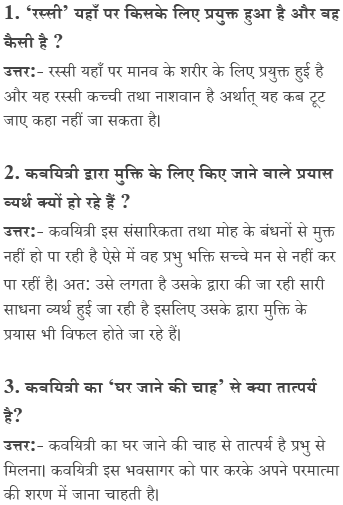 1. ‘रस्सी’ यहाँ पर किसके लिए प्रयुक्त हुआ है और वह
कैसी है ?
उत्तर:- रस्सी यहाँ पर मानव के शरीर के लिए प्रयुक्त हुई है
और यह रस्सी कच्ची तथा नाशवान है अर्थात् यह कब टूट
जाए कहा नहीं जा सकता है।
2. कवयित्री द्वारा मुक्ति के लिए किए जाने वाले प्रयास
व्यर्थ क्यों हो रहे हैं ?
उत्तर:- कवयित्री इस संसारिकता तथा मोह के बंधनों से मुक्त
नहीं हो पा रही है ऐसे में वह प्रभु भक्ति सच्चे मन से नहीं कर
पा रहीं है। अत: उसे लगता है उसके द्वारा की जा रही सारी
साधना व्यर्थ हुई जा रही है इसलिए उसके द्वारा मुक्ति के
प्रयास भी विफल होते जा रहे हैं।
3. कवयित्री का ‘घर जाने की चाह’ से क्या तात्पर्य
है?
उत्तर:- कवयित्री का घर जाने की चाह से तात्पर्य है प्रभु से
मिलना। कवयित्री इस भवसागर को पार करके अपने परमात्मा
की शरण में जाना चाहती है।